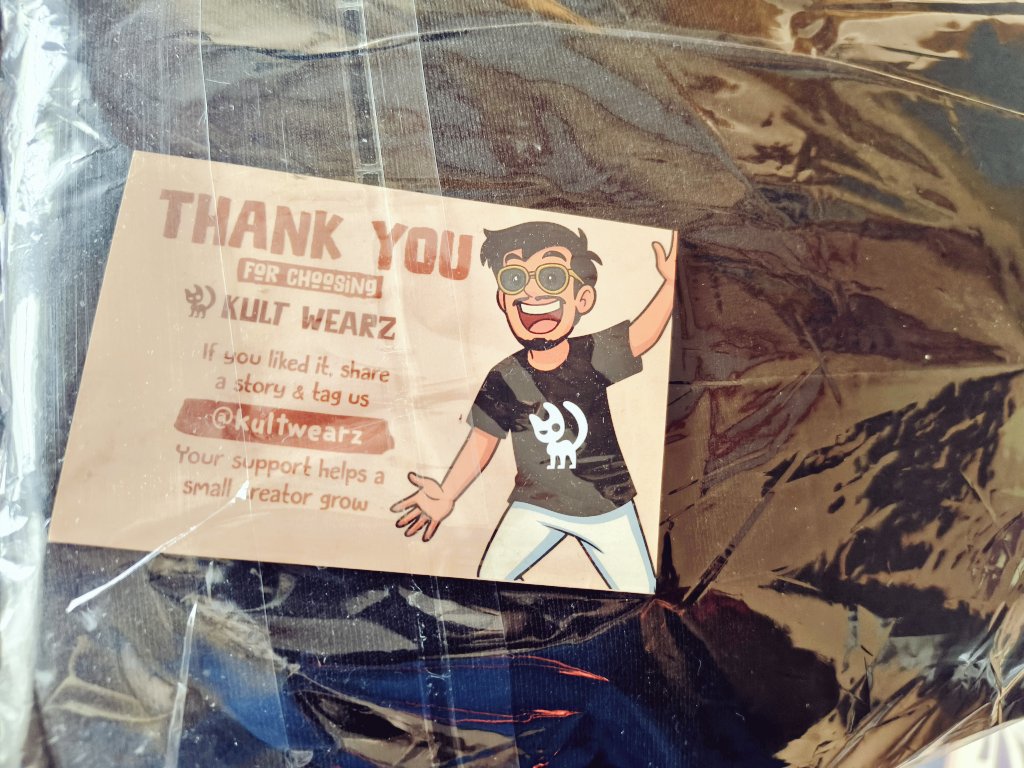 THANK YOU
FOR CHOOSING
KULT WEARZ
If you liked it, share
a story & tag us
@kultwearz
Your support helps a
small creator grow